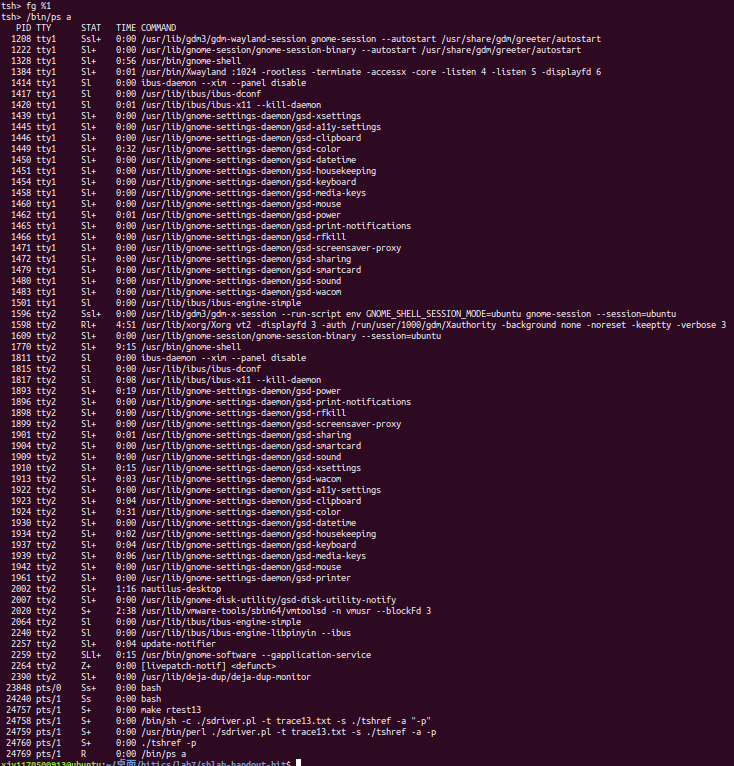 tsh> fg %1
tsh> /bin/ps a
PID TTY STAT TIME COMMAND
1208 tty1 Ssl+ 0:00 /usr/lib/gdm3/gdm-wayland-session gnome-session --autostart /usr/share/gdm/greeter/autostart
1222 tty1 Sl+ 0:00 /usr/lib/gnome-session/gnome-session-binary --autostart /usr/share/gdm/greeter/autostart
1328 tty1 Sl+ 0:56 /usr/bin/gnome-shell
1384 tty1 Sl+ 0:01 /usr/bin/Xwayland :1024 -rootless -terminate -accessx -core -listen 4 -listen 5 -displayfd 6
1414 tty1 Sl 0:00 ibus-daemon --xim --panel disable
1417 tty1 Sl 0:00 /usr/lib/ibus/ibus-dconf
1420 tty1 Sl 0:01 /usr/lib/ibus/ibus-x11 --kill-daemon
1439 tty1 Sl+ 0:00 /usr/lib/gnome-settings-daemon/gsd-xsettings
1445 tty1 Sl+ 0:00 /usr/lib/gnome-settings-daemon/gsd-a11y-settings
1446 tty1 Sl+ 0:00 /usr/lib/gnome-settings-daemon/gsd-clipboard
1449 tty1 Sl+ 0:32 /usr/lib/gnome-settings-daemon/gsd-color
1450 tty1 Sl+ 0:00 /usr/lib/gnome-settings-daemon/gsd-datetime
1451 tty1 Sl+ 0:00 /usr/lib/gnome-settings-daemon/gsd-housekeeping
1454 tty1 Sl+ 0:00 /usr/lib/gnome-settings-daemon/gsd-keyboard
1458 tty1 Sl+ 0:00 /usr/lib/gnome-settings-daemon/gsd-media-keys
1460 tty1 Sl+ 0:00 /usr/lib/gnome-settings-daemon/gsd-mouse
1462 tty1 Sl+ 0:01 /usr/lib/gnome-settings-daemon/gsd-power
1465 tty1 Sl+ 0:00 /usr/lib/gnome-settings-daemon/gsd-print-notifications
1466 tty1 Sl+ 0:00 /usr/lib/gnome-settings-daemon/gsd-rfkill
1471 tty1 Sl+ 0:00 /usr/lib/gnome-settings-daemon/gsd-screensaver-proxy
1472 tty1 Sl+ 0:00 /usr/lib/gnome-settings-daemon/gsd-sharing
1479 tty1 Sl+ 0:00 /usr/lib/gnome-settings-daemon/gsd-smartcard
1480 tty1 Sl+ 0:00 /usr/lib/gnome-settings-daemon/gsd-sound
1483 tty1 Sl+ 0:00 /usr/lib/gnome-settings-daemon/gsd-wacom
1501 tty1 Sl 0:00 /usr/lib/ibus/ibus-engine-simple
1596 tty2 Ssl+ 0:00 /usr/lib/gdm3/gdm-x-session --run-script env GNOME_SHELL_SESSION_MODE=ubuntu gnome-session --session=ubuntu
1598 tty2 Rl+ 4:51 /usr/lib/xorg/Xorg vt2 -displayfd 3 -auth /run/user/1000/gdm/Xauthority -background none -noreset -keeptty -verbose 3
1609 tty2 Sl+ 0:00 /usr/lib/gnome-session/gnome-session-binary --session=ubuntu
1770 tty2 Sl+ 9:15 /usr/bin/gnome-shell
1811 tty2 Sl 0:00 ibus-daemon --xim --panel disable
1815 tty2 Sl 0:00 /usr/lib/ibus/ibus-dconf
1817 tty2 Sl 0:08 /usr/lib/ibus/ibus-x11 --kill-daemon
1893 tty2 Sl+ 0:19 /usr/lib/gnome-settings-daemon/gsd-power
1896 tty2 Sl+ 0:00 /usr/lib/gnome-settings-daemon/gsd-print-notifications
1898 tty2 Sl+ 0:00 /usr/lib/gnome-settings-daemon/gsd-rfkill
1899 tty2 Sl+ 0:00 /usr/lib/gnome-settings-daemon/gsd-screensaver-proxy
1901 tty2 Sl+ 0:01 /usr/lib/gnome-settings-daemon/gsd-sharing
1904 tty2 Sl+ 0:00 /usr/lib/gnome-settings-daemon/gsd-smartcard
1909 tty2 Sl+ 0:00 /usr/lib/gnome-settings-daemon/gsd-sound
1910 tty2 Sl+ 0:15 /usr/lib/gnome-settings-daemon/gsd-xsettings
1913 tty2 Sl+ 0:03 /usr/lib/gnome-settings-daemon/gsd-wacom
1922 tty2 Sl+ 0:00 /usr/lib/gnome-settings-daemon/gsd-a11y-settings
1923 tty2 Sl+ 0:04 /usr/lib/gnome-settings-daemon/gsd-clipboard
1924 tty2 Sl+ 0:31 /usr/lib/gnome-settings-daemon/gsd-color
1930 tty2 Sl+ 0:00 /usr/lib/gnome-settings-daemon/gsd-datetime
1934 tty2 Sl+ 0:02 /usr/lib/gnome-settings-daemon/gsd-housekeeping
1937 tty2 Sl+ 0:04 /usr/lib/gnome-settings-daemon/gsd-keyboard
1939 tty2 Sl+ 0:06 /usr/lib/gnome-settings-daemon/gsd-media-keys
1942 tty2 Sl+ 0:00 /usr/lib/gnome-settings-daemon/gsd-mouse
1961 tty2 Sl+ 0:00 /usr/lib/gnome-settings-daemon/gsd-printer
2002 tty2 Sl+ 1:16 nautilus-desktop
2007 tty2 Sl+ 0:00 /usr/lib/gnome-disk-utility/gsd-disk-utility-notify
2020 tty2 S+ 2:38 /usr/lib/vmware-tools/sbin64/vmtoolsd -n vmusr --blockFd 3
2064 tty2 Sl 0:00 /usr/lib/ibus/ibus-engine-simple
2240 tty2 Sl 0:00 /usr/lib/ibus/ibus-engine-libpinyin --ibus
2257 tty2 Sl+ 0:04 update-notifier
2259 tty2 SLl+ 0:15 /usr/bin/gnome-software --gapplication-service
2264 tty2 Z+ 0:00 [livepatch-notif] <defunct>
2390 tty2 Sl+ 0:00 /usr/lib/deja-dup/deja-dup-monitor
23848 pts/0 Ss+ 0:00 bash
24240 pts/1 Ss 0:00 bash
24757 pts/1 S+ 0:00 make rtest13
24758 pts/1 S+ 0:00 /bin/sh -c ./sdriver.pl -t trace13.txt -s ./tshref -a "-p"
24759 pts/1 S+ 0:00 /usr/bin/perl ./sdriver.pl -t trace13.txt -s ./tshref -a -p
24760 pts/1 S+ 0:00 ./tshref -p
24769 pts/1 R 0:00 /bin/ps a
xjy1170500913@ubuntu:~/桌面/hitics/lab7/shlab-handout-hit$